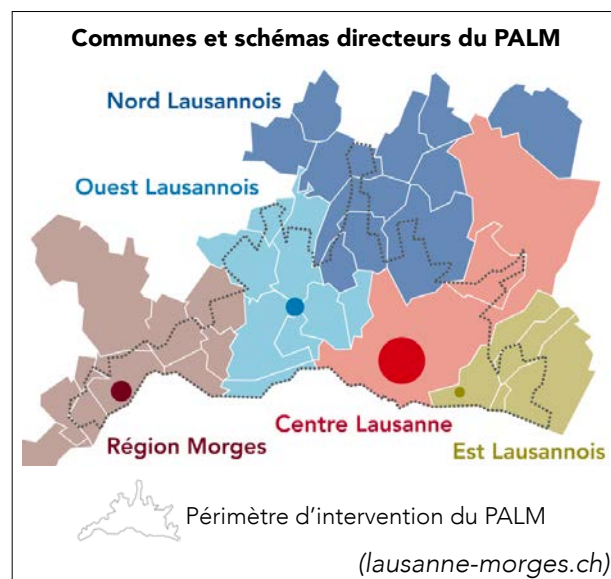 Communes et schémas directeurs du PALM
Nord Lausannois
Ouest Lausannois
Centre Lausanne
Région Morges
Est Lausannois
Périmètre d'intervention du PALM
(lausanne-morges.ch)